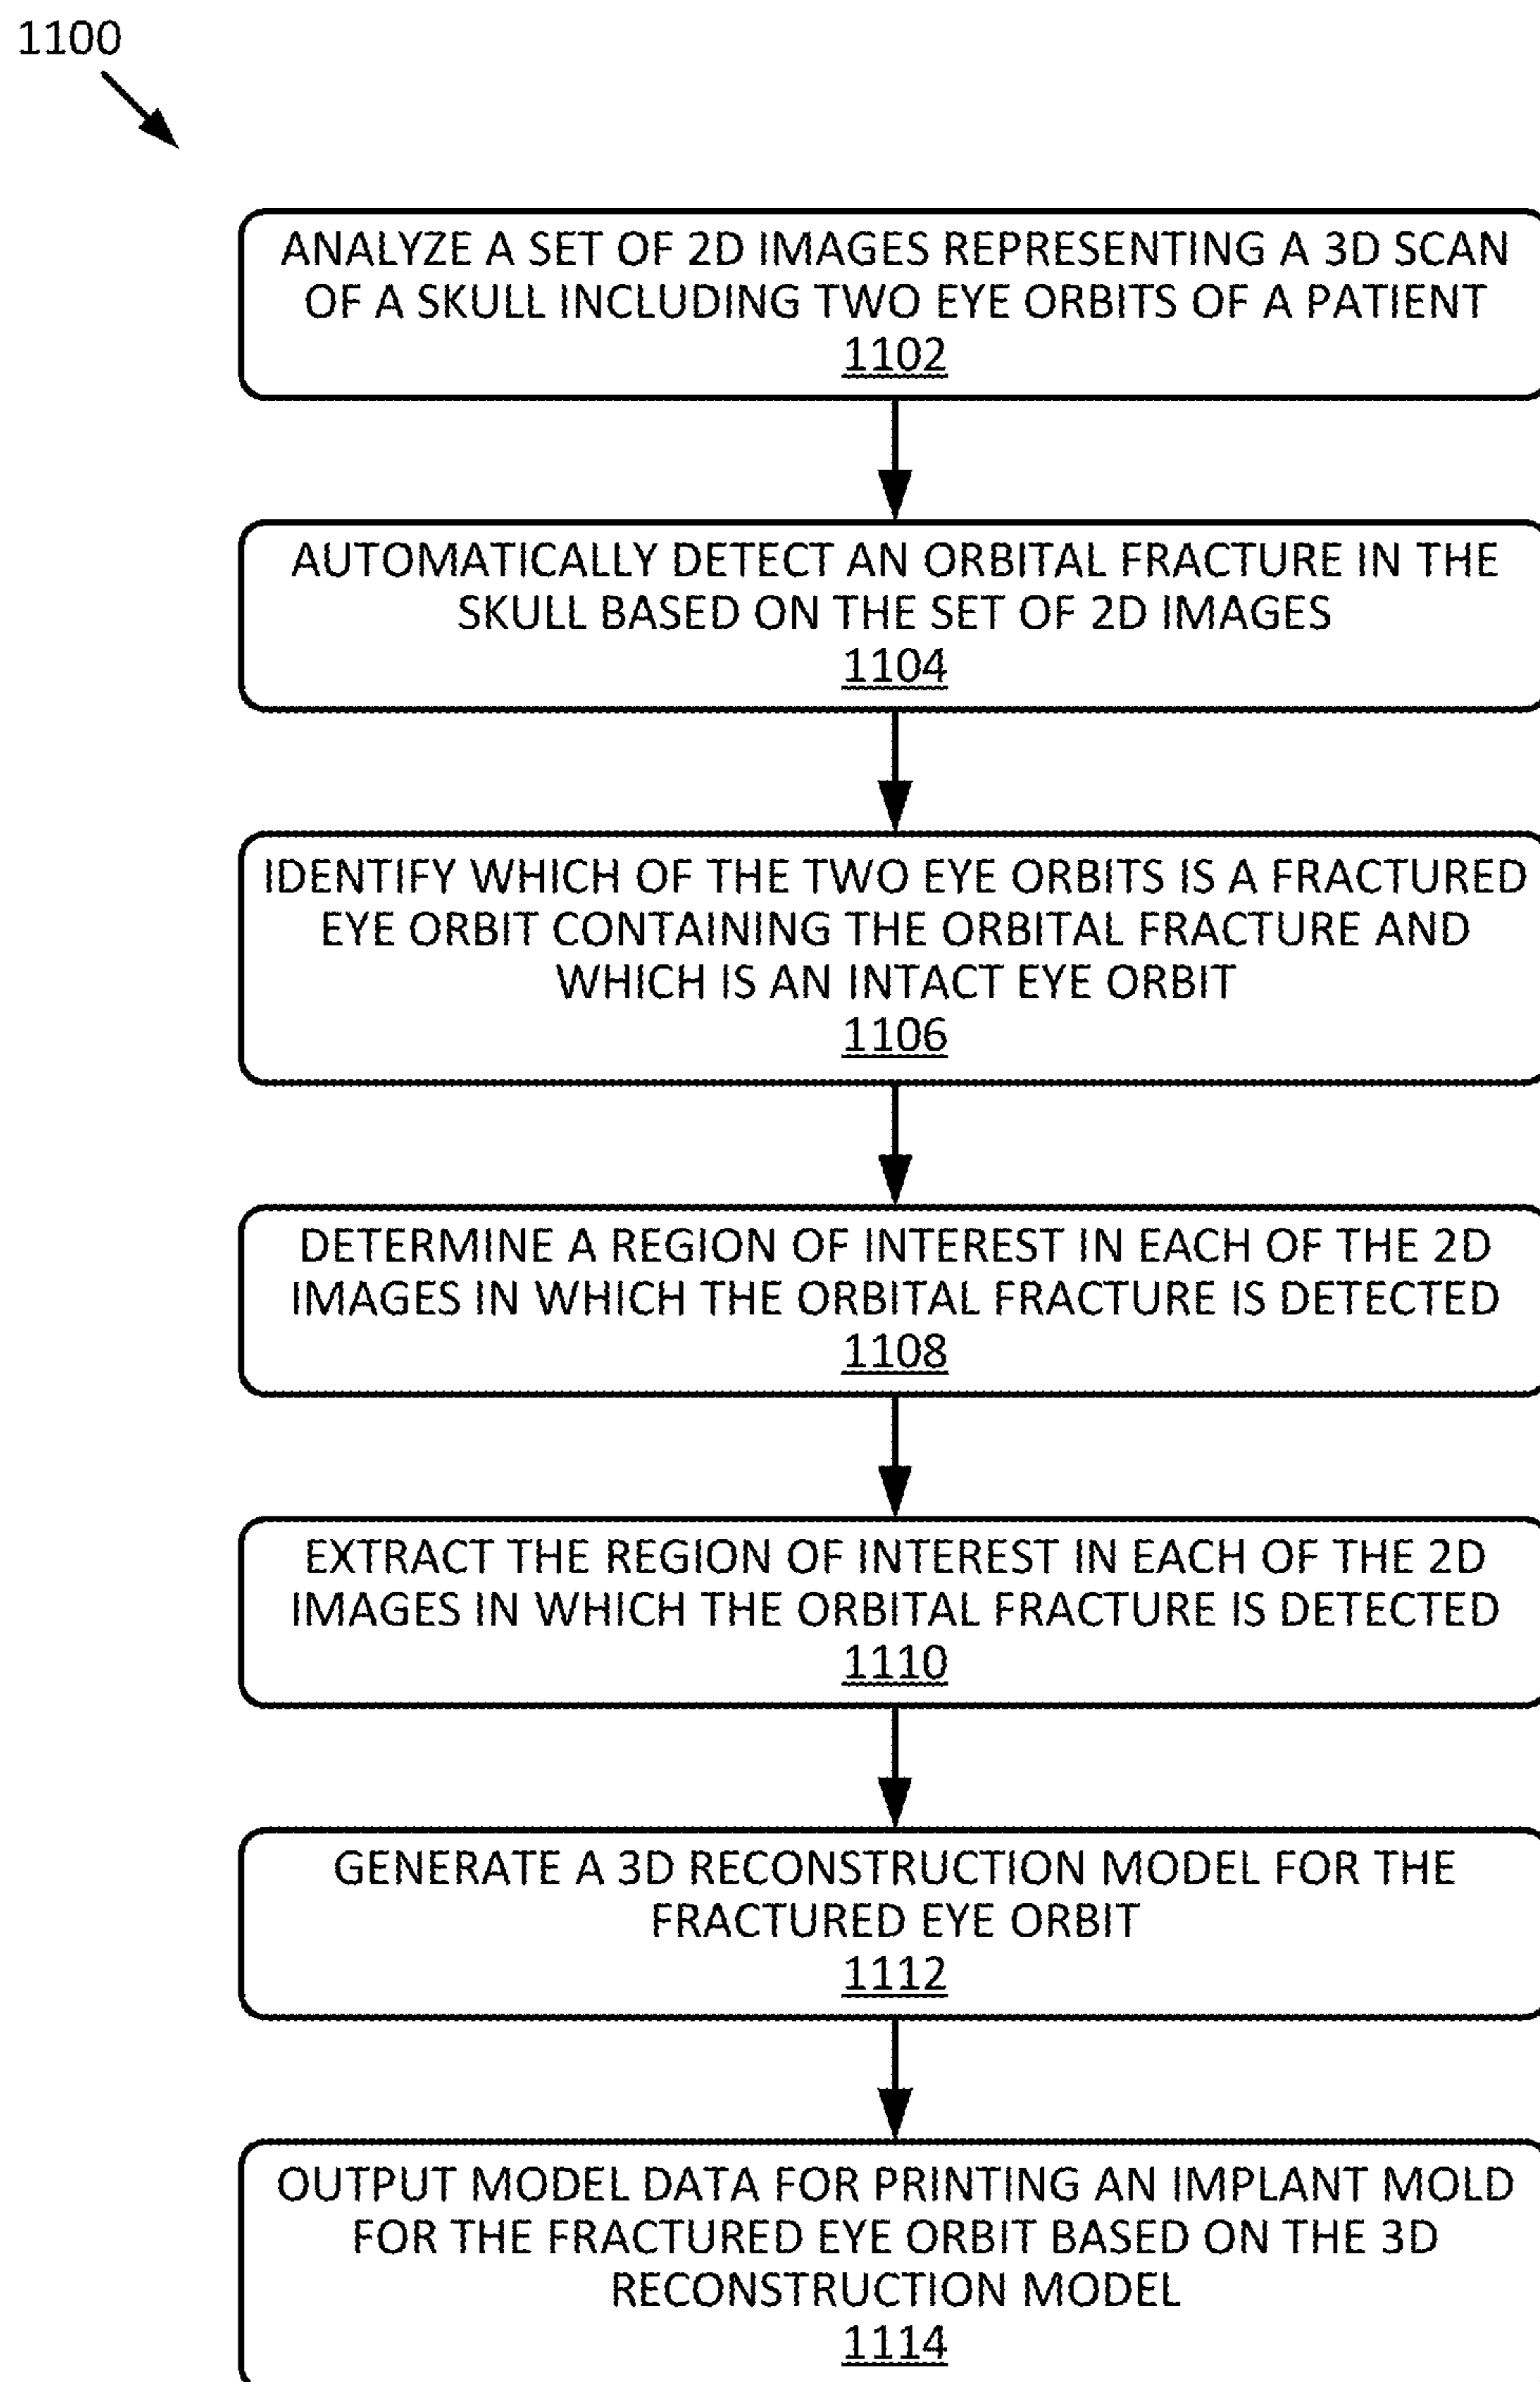 1100
ANALYZE A SET OF 2D IMAGES REPRESENTING A 3D SCAN
OF A SKULL INCLUDING TWO EYE ORBITS OF A PATIENT
1102
AUTOMATICALLY DETECT AN ORBITAL FRACTURE IN THE
SKULL BASED ON THE SET OF 2D IMAGES
1104
IDENTIFY WHICH OF THE TWO EYE ORBITS IS A FRACTURED
EYE ORBIT CONTAINING THE ORBITAL FRACTURE AND
WHICH IS AN INTACT EYE ORBIT
1106
DETERMINE A REGION OF INTEREST IN EACH OF THE 2D
IMAGES IN WHICH THE ORBITAL FRACTURE IS DETECTED
1108
EXTRACT THE REGION OF INTEREST IN EACH OF THE 2D
IMAGES IN WHICH THE ORBITAL FRACTURE IS DETECTED
1110
GENERATE A 3D RECONSTRUCTION MODEL FOR THE
FRACTURED EYE ORBIT
1112
OUTPUT MODEL DATA FOR PRINTING AN IMPLANT MOLD
FOR THE FRACTURED EYE ORBIT BASED ON THE 3D
RECONSTRUCTION MODEL
1114